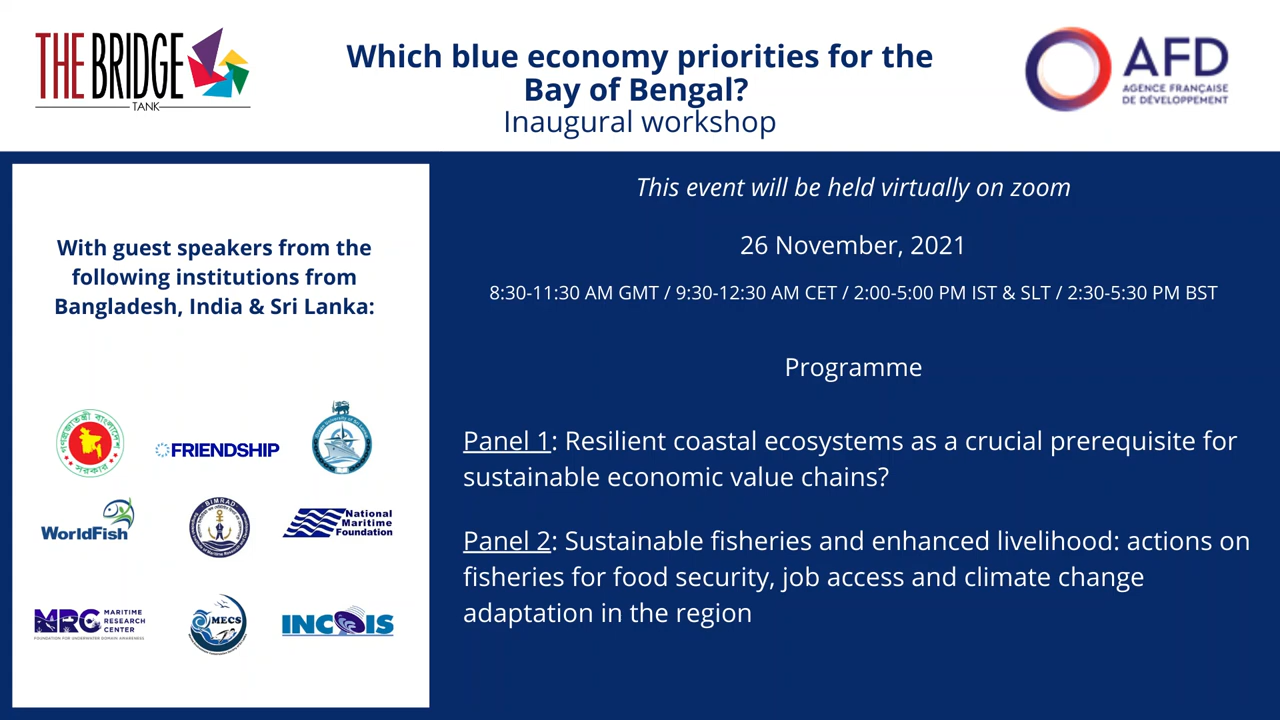 THE BRIDGE
TANK
Which blue economy priorities for the
Bay of Bengal?
Inaugural workshop
AFD
AGENCE FRANÇAISE
DE DÉVELOPPEMENT
With guest speakers from the
following institutions from
Bangladesh, India & Sri Lanka:
গণপ্রজাতন্ত্রী বাংলাদেশ
সরকার
FRIENDSHIP
WorldFish
BIMRAD
National
Maritime
Foundation
MRC
MARITIME
RESEARCH
CENTER
FOUNDATION FOR UNDERWATER DOMAIN AWARENESS
MECS
INCOIS
This event will be held virtually on zoom
26 November, 2021
8:30-11:30 AM GMT / 9:30-12:30 AM CET / 2:00-5:00 PM IST & SLT / 2:30-5:30 PM BST
Programme
Panel 1: Resilient coastal ecosystems as a crucial prerequisite for
sustainable economic value chains?
Panel 2: Sustainable fisheries and enhanced livelihood: actions on
fisheries for food security, job access and climate change
adaptation in the region